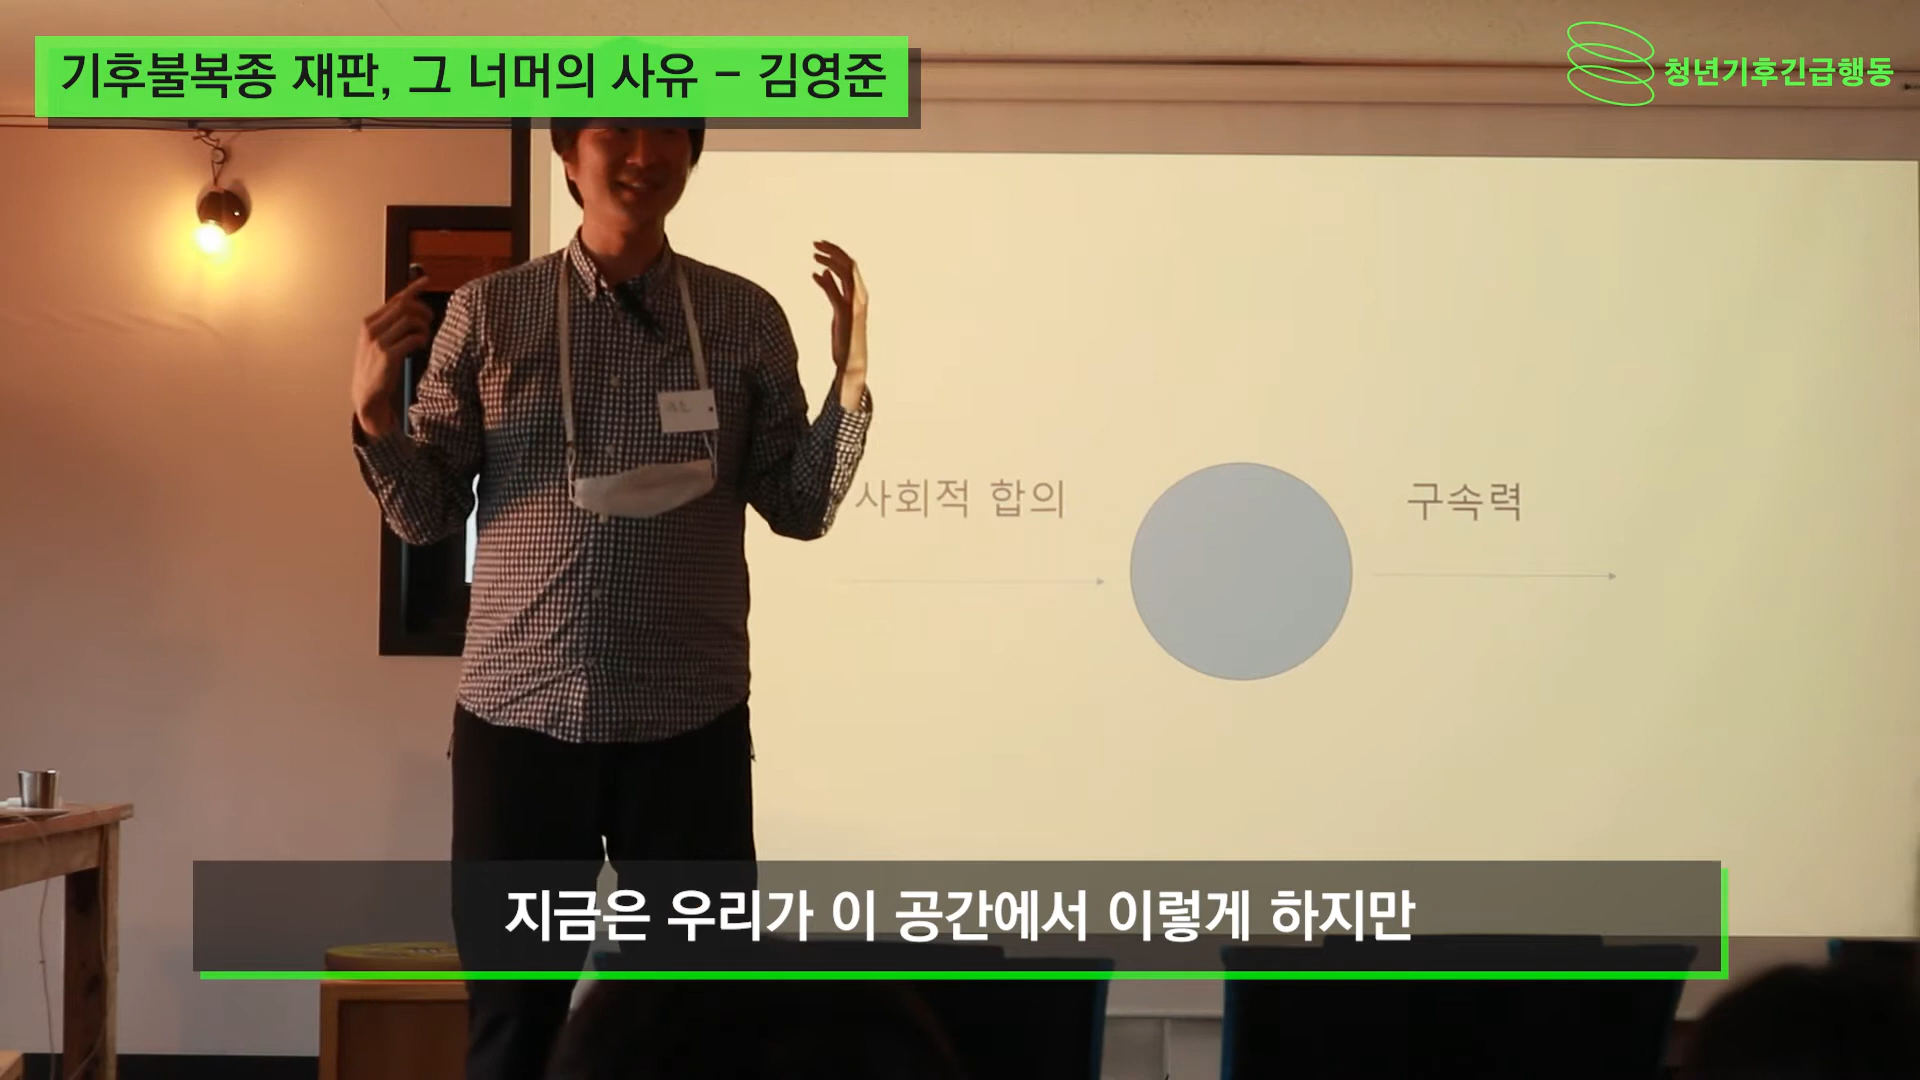 기후불복종 재판, 그 너머의 사유 - 김영준
청년기후긴급행동
사회적 합의
구속력
지금은 우리가 이 공간에서 이렇게 하지만